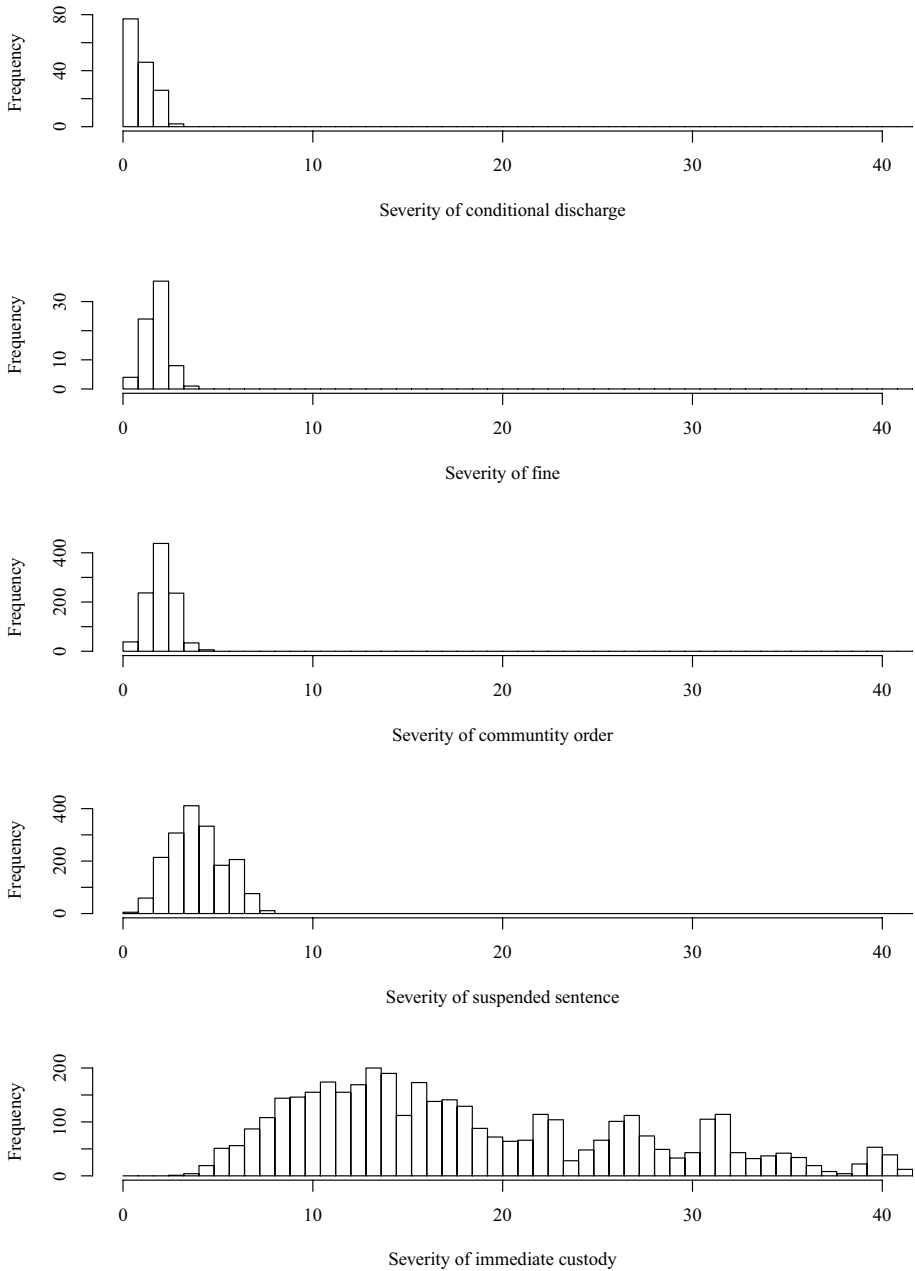 Frequency
80
40
0
0 10 20 30 40
Severity of conditional discharge
Frequency
30
10
0
0 10 20 30 40
Severity of fine
Frequency
400
200
0
0 10 20 30 40
Severity of communtity order
Frequency
400
200
0
0 10 20 30 40
Severity of suspended sentence
Frequency
200
100
0
0 10 20 30 40
Severity of immediate custody